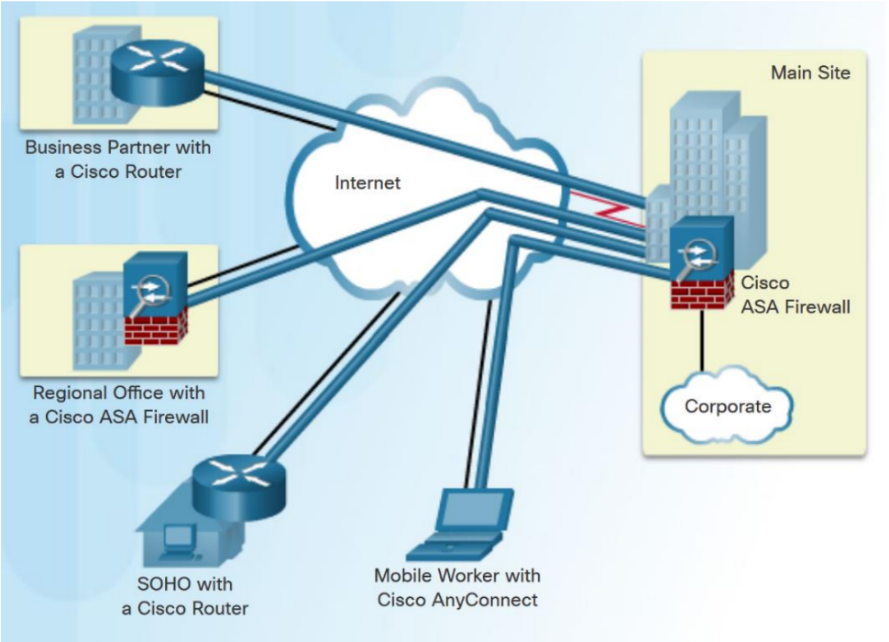 Main Site
Business Partner with
a Cisco Router
Internet
Cisco
ASA Firewall
Regional Office with
a Cisco ASA Firewall
Corporate
SOHO with
a Cisco Router
Mobile Worker with
Cisco AnyConnect